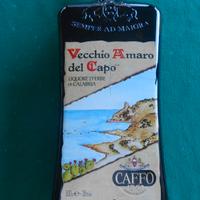 SEMPER AD MAIORA
Vecchio Amaro
del Capo
LIQUORE D'ERBE
DI CALABRIA
CAFFO